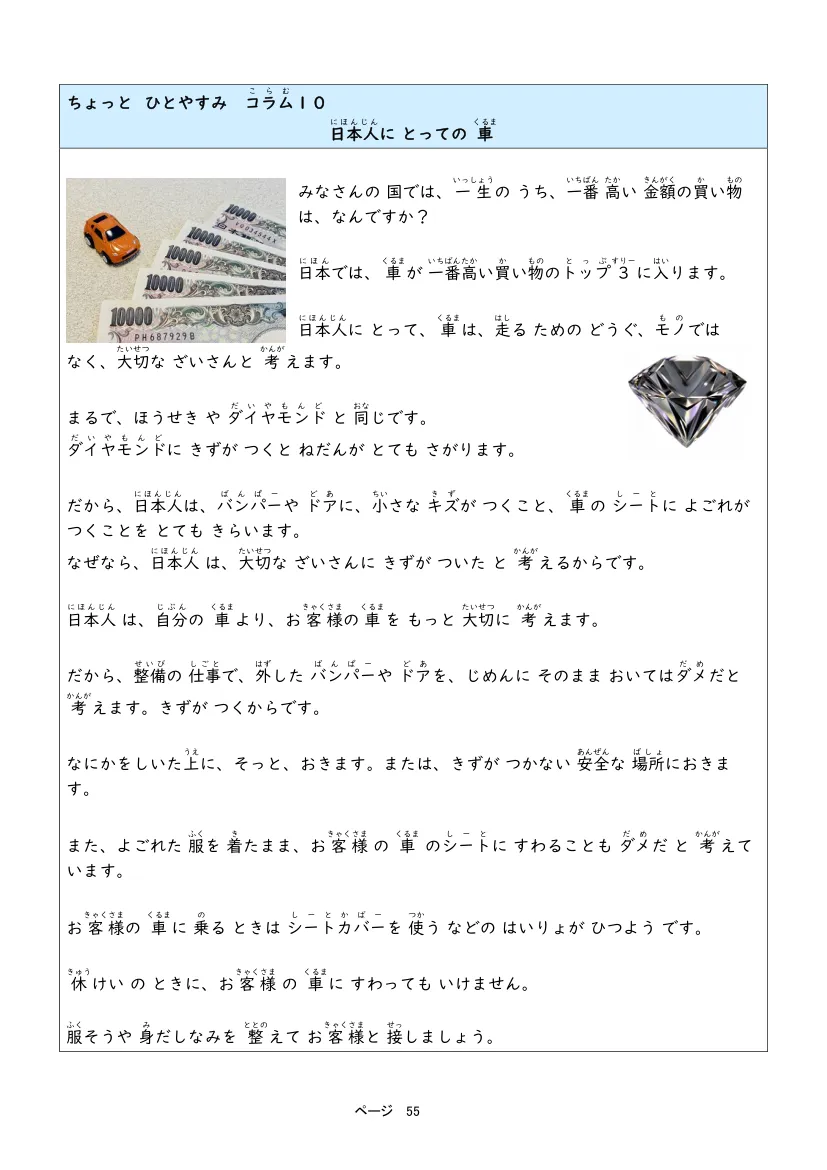 ちょっと ひとやすみ コラム１０
日本人に とっての 車
みなさんの 国では、一生の うち、一番 高い 金額の買い物
は、なんですか？
10000
10000
10000
10000
10000
PH687929B
日本では、車 が 一番高い買い物のトップ 3 に入ります。
日本人に とって、車 は、走る ための どうぐ、モノでは
なく、大切な ざいさんと 考 えます。
まるで、ほうせき や ダイヤモンド と 同じです。
ダイヤモンドに きずが つくと ねだんが とても さがります。
だから、日本人は、バンパーや ドアに、小さな キズが つくこと、車 の シートに よごれが
つくことを とても きらいます。
なぜなら、日本人 は、大切な ざいさんに きずが ついた と 考 えるからです。
日本人 は、自分の 車 より、お 客 様の 車 を もっと 大切に 考 えます。
だから、整備の 仕事で、外した バンパーや ドアを、じめんに そのまま おいてはダメだと
考 えます。きずが つくからです。
なにかをしいた上に、そっと、おきます。または、きずが つかない 安全な 場所におきま
す。
また、よごれた 服を 着たまま、お 客 様 の 車 のシートに すわることも ダメだ と 考 えて
います。
お 客 様の 車 に 乗る ときは シートカバーを 使う などの はいりょが ひつよう です。
休 けい の ときに、お 客 様 の 車 に すわっても いけません。
服そうや 身だしなみを 整 えて お 客 様と 接しましょう。
ページ 55